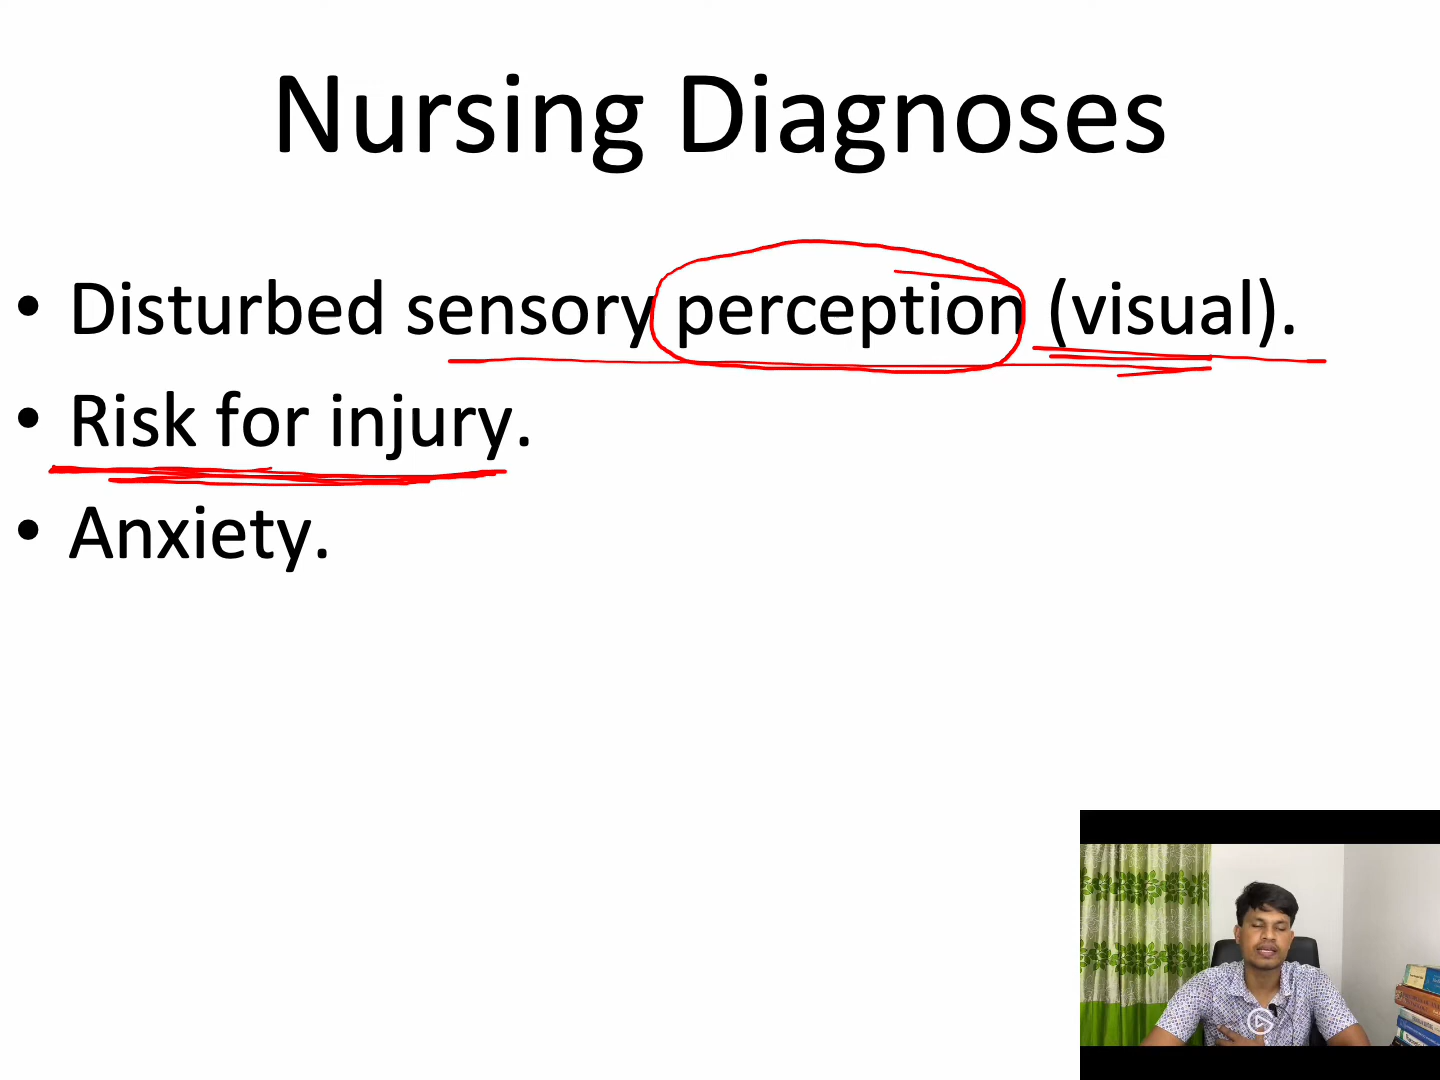 Nursing Diagnoses
• Disturbed sensory perception (visual).
• Risk for injury.
• Anxiety.